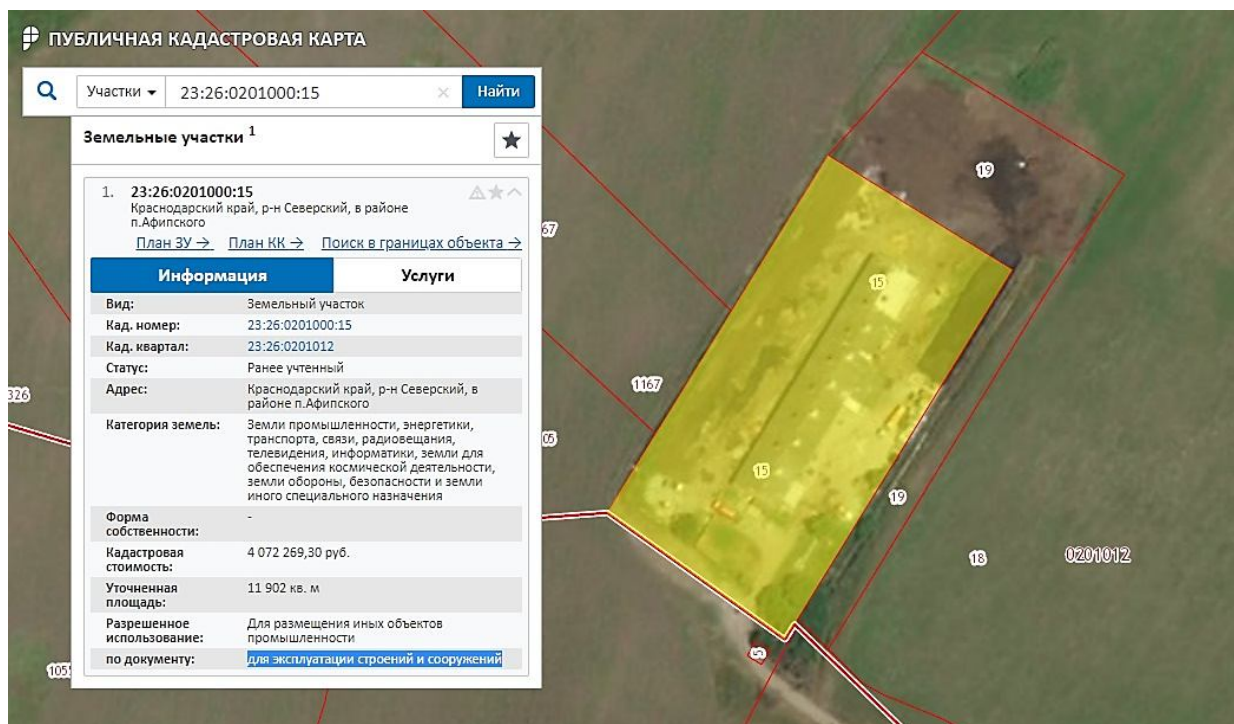 ПУБЛИЧНАЯ КАДАСТРОВАЯ КАРТА
Участки 23:26:0201000:15 × Найти
Земельные участки 1
1. 23:26:0201000:15
Краснодарский край, р-н Северский, в районе
п.Афипского
План ЗУ → План КК → Поиск в границах объекта →
Информация Услуги
Вид: Земельный участок
Кад. номер: 23:26:0201000:15
Кад. квартал: 23:26:0201012
Статус: Ранее учтенный
Адрес: Краснодарский край, р-н Северский, в
районе п.Афипского
Категория земель: Земли промышленности, энергетики,
транспорта, связи, радиовещания,
телевидения, информатики, земли для
обеспечения космической деятельности,
земли обороны, безопасности и земли
иного специального назначения
Форма
собственности: -
Кадастровая
стоимость: 4 072 269,30 руб.
Уточненная
площадь: 11 902 кв. м
Разрешенное
использование: Для размещения иных объектов
промышленности
по документу: для эксплуатации строений и сооружений
19
67
15
1167
326
05
15
19
18
0201012
105